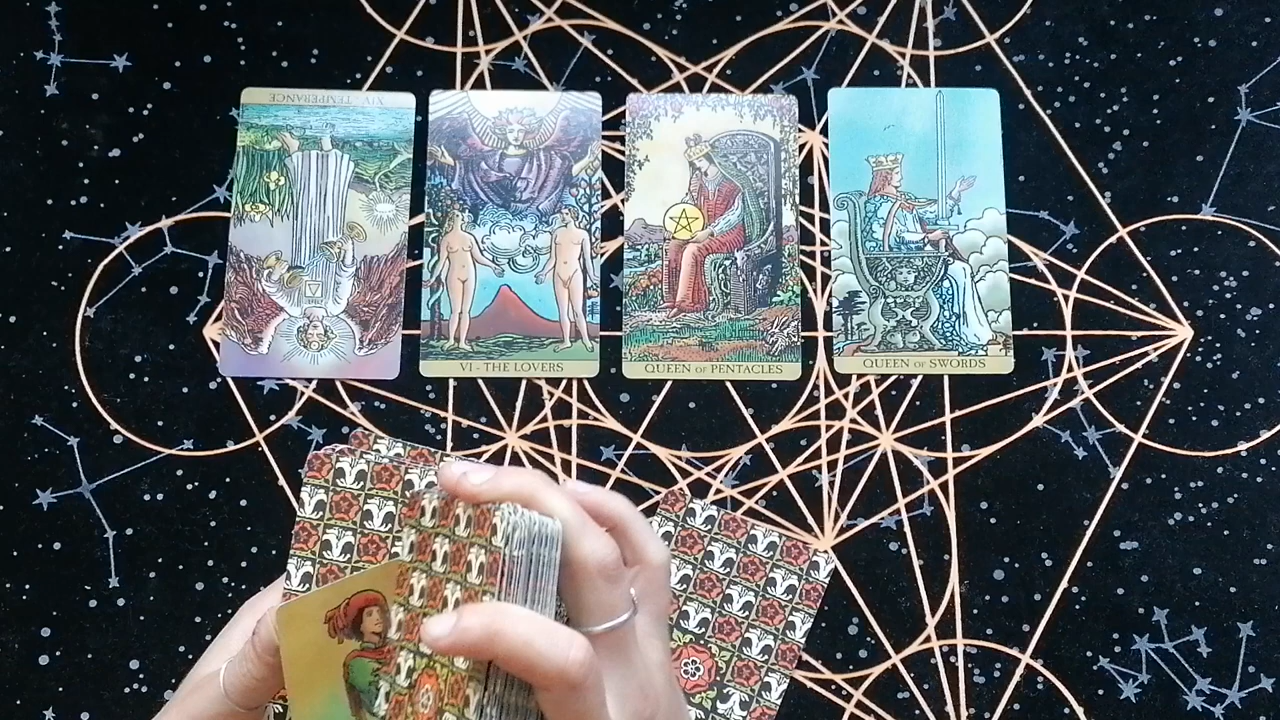 XIV TEMPERANCE
VI - THE LOVERS
QUEEN OF PENTACLES
QUEEN OF SWORDS